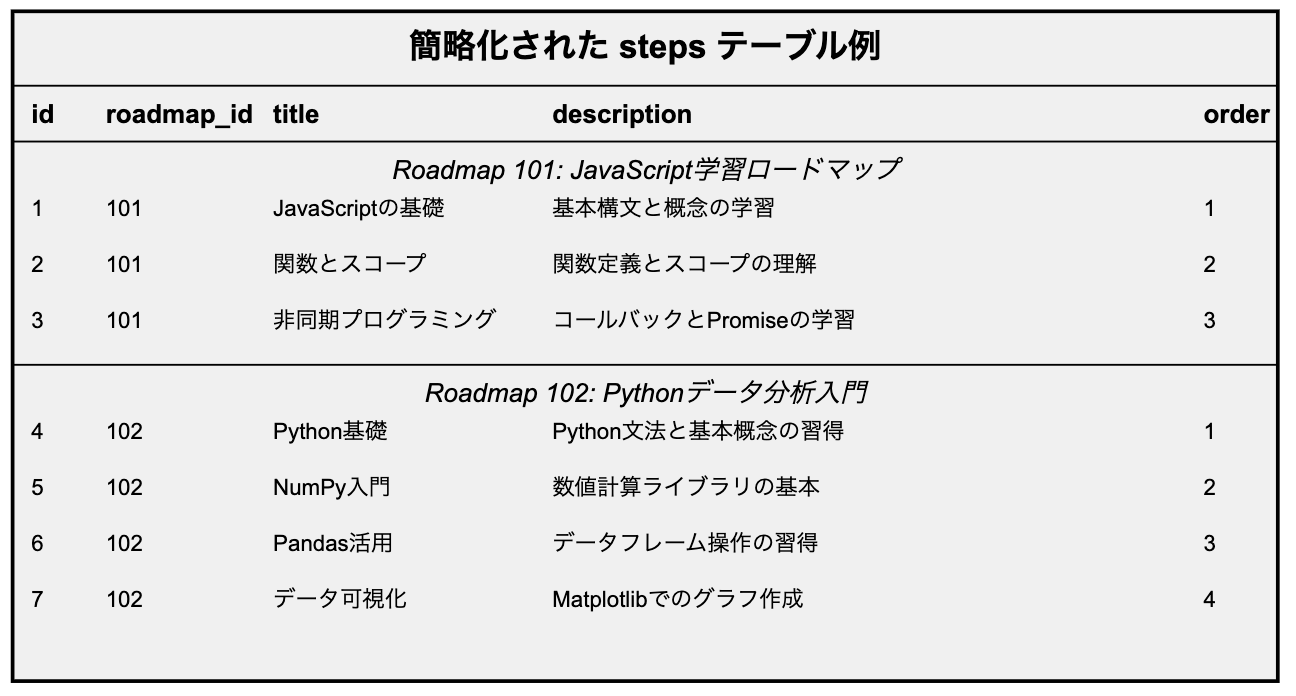 簡略化された steps テーブル例
id roadmap_id title description order
Roadmap 101: JavaScript学習ロードマップ
1 101 JavaScriptの基礎 基本構文と概念の学習 1
2 101 関数とスコープ 関数定義とスコープの理解 2
3 101 非同期プログラミング コールバックとPromiseの学習 3
Roadmap 102: Pythonデータ分析入門
4 102 Python基礎 Python文法と基本概念の習得 1
5 102 NumPy入門 数値計算ライブラリの基本 2
6 102 Pandas活用 データフレーム操作の習得 3
7 102 データ可視化 Matplotlibでのグラフ作成 4